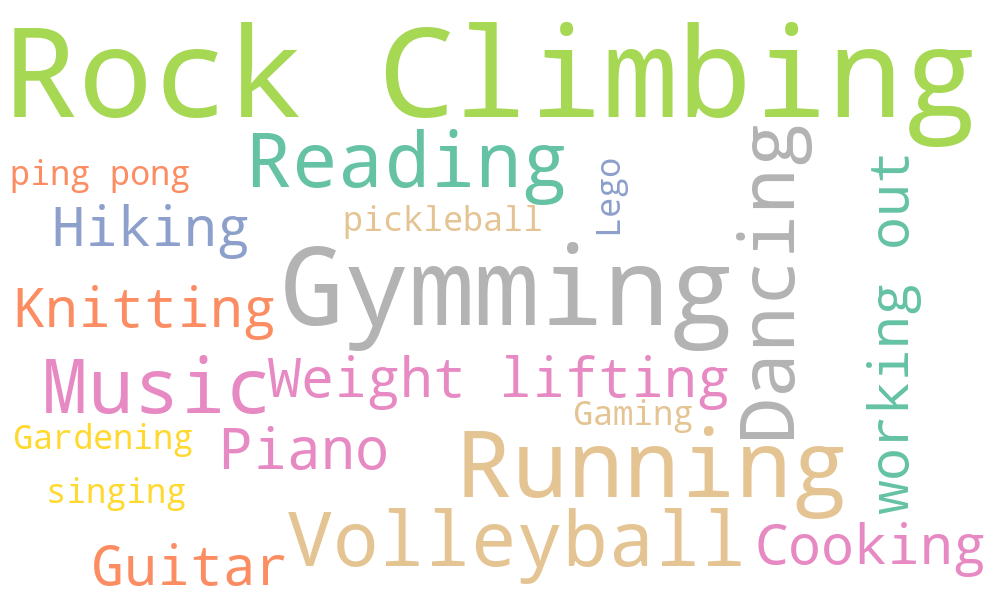 Rock Climbing
Reading
ping pong
Lego
Dancing
working out
Hiking
pickleball
Gymming
Knitting
Music
Weight lifting
Gaming
Gardening
Piano
Running
singing
Volleyball
Cooking
Guitar